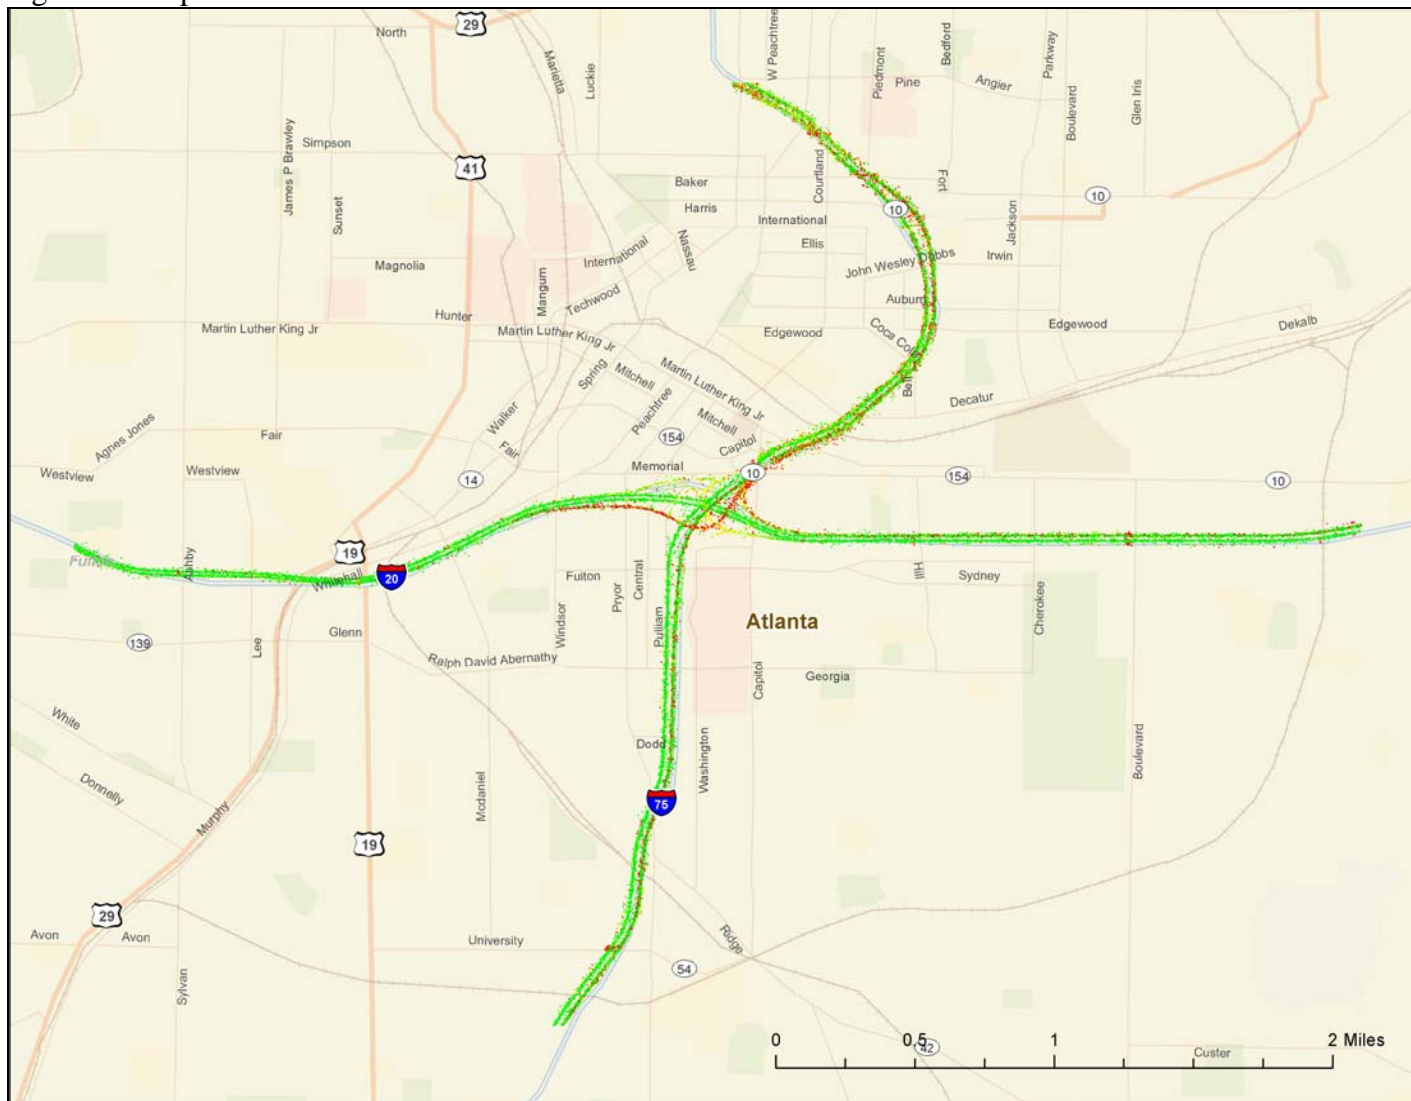 29
North
W Peachtree
Bedford
Parkway
Marietta
Luckie
Piedmont
Pine
Angier
Boulevard
Glen Iris
James P Brawley
Simpson
41
Courtland
Fort
Baker
10
10
Sunset
Harris
International
Jackson
Nassau
Ellis
International
John Wesley Dobbs
Irwin
Magnolia
Mangum
Techwood
Auburn
Hunter
Martin Luther King Jr
Martin Luther King Jr
Edgewood
Coca Cola
Edgewood
Dekalb
Spring
Mitchell
Martin Luther King Jr
Bell
Peachtree
Decatur
Walker
Mitchell
Agnes Jones
Fair
Fair
154
Capitol
Westview
Westview
14
Memorial
10
154
10
Ashby
19
20
Whitehall
Fulton
Central
Pryor
Hill
Sydney
Windsor
Cherokee
139
Glenn
Lee
Pulliam
Atlanta
Ralph David Abernathy
Capitol
Georgia
White
Dodd
Washington
Boulevard
Donnelly
Mcdaniel
Murphy
75
19
29
Avon
Avon
University
Ridge
54
Sylvan
0
0.5
1
2 Miles
42
Custer